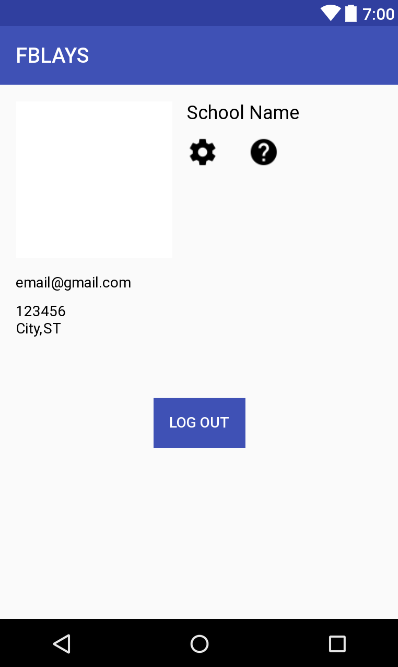 7:00
FBLAYS
School Name
email@gmail.com
123456
City,ST
LOG OUT